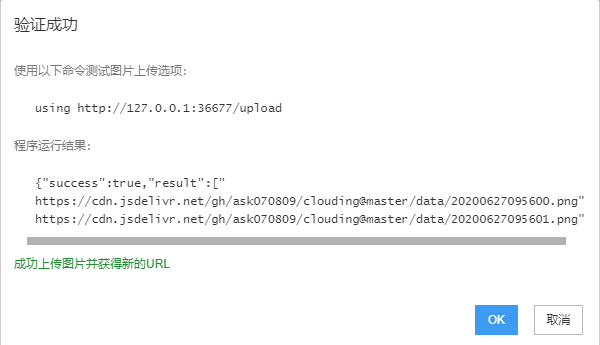 验证成功
使用以下命令测试图片上传选项:
using http://127.0.0.1:36677/upload
程序运行结果:
{"success":true,"result":["
https://cdn.jsdelivr.net/gh/ask070809/clouding@master/data/20200627095600.png"
https://cdn.jsdelivr.net/gh/ask070809/clouding@master/data/20200627095601.png"
成功上传图片并获得新的URL
OK 取消